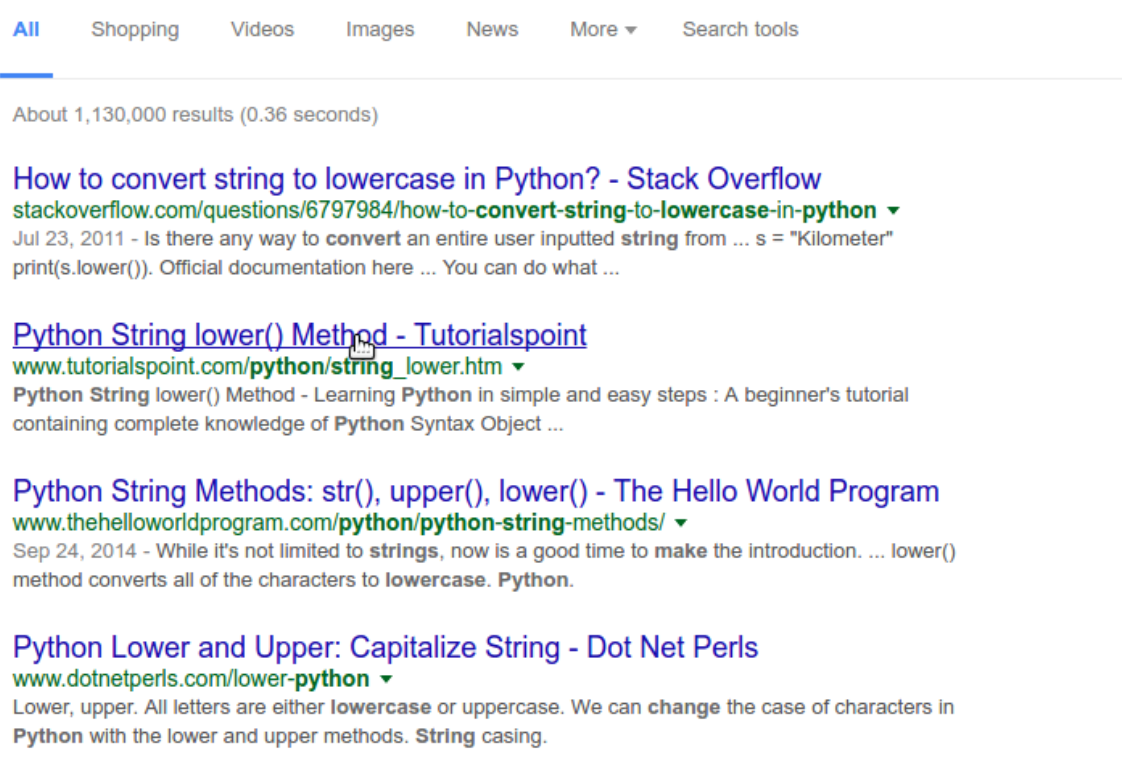 All Shopping Videos Images News More Search tools
About 1,130,000 results (0.36 seconds)
How to convert string to lowercase in Python? - Stack Overflow
stackoverflow.com/questions/6797984/how-to-convert-string-to-lowercase-in-python
Jul 23, 2011 - Is there any way to convert an entire user inputted string from ... s = "Kilometer"
print(s.lower()). Official documentation here ... You can do what ...
Python String lower() Method - Tutorialspoint
www.tutorialspoint.com/python/string_lower.htm
Python String lower() Method - Learning Python in simple and easy steps : A beginner's tutorial
containing complete knowledge of Python Syntax Object ...
Python String Methods: str(), upper(), lower() - The Hello World Program
www.thehelloworldprogram.com/python/python-string-methods/
Sep 24, 2014 - While it's not limited to strings, now is a good time to make the introduction. ... lower()
method converts all of the characters to lowercase. Python.
Python Lower and Upper: Capitalize String - Dot Net Perls
www.dotnetperls.com/lower-python
Lower, upper. All letters are either lowercase or uppercase. We can change the case of characters in
Python with the lower and upper methods. String casing.